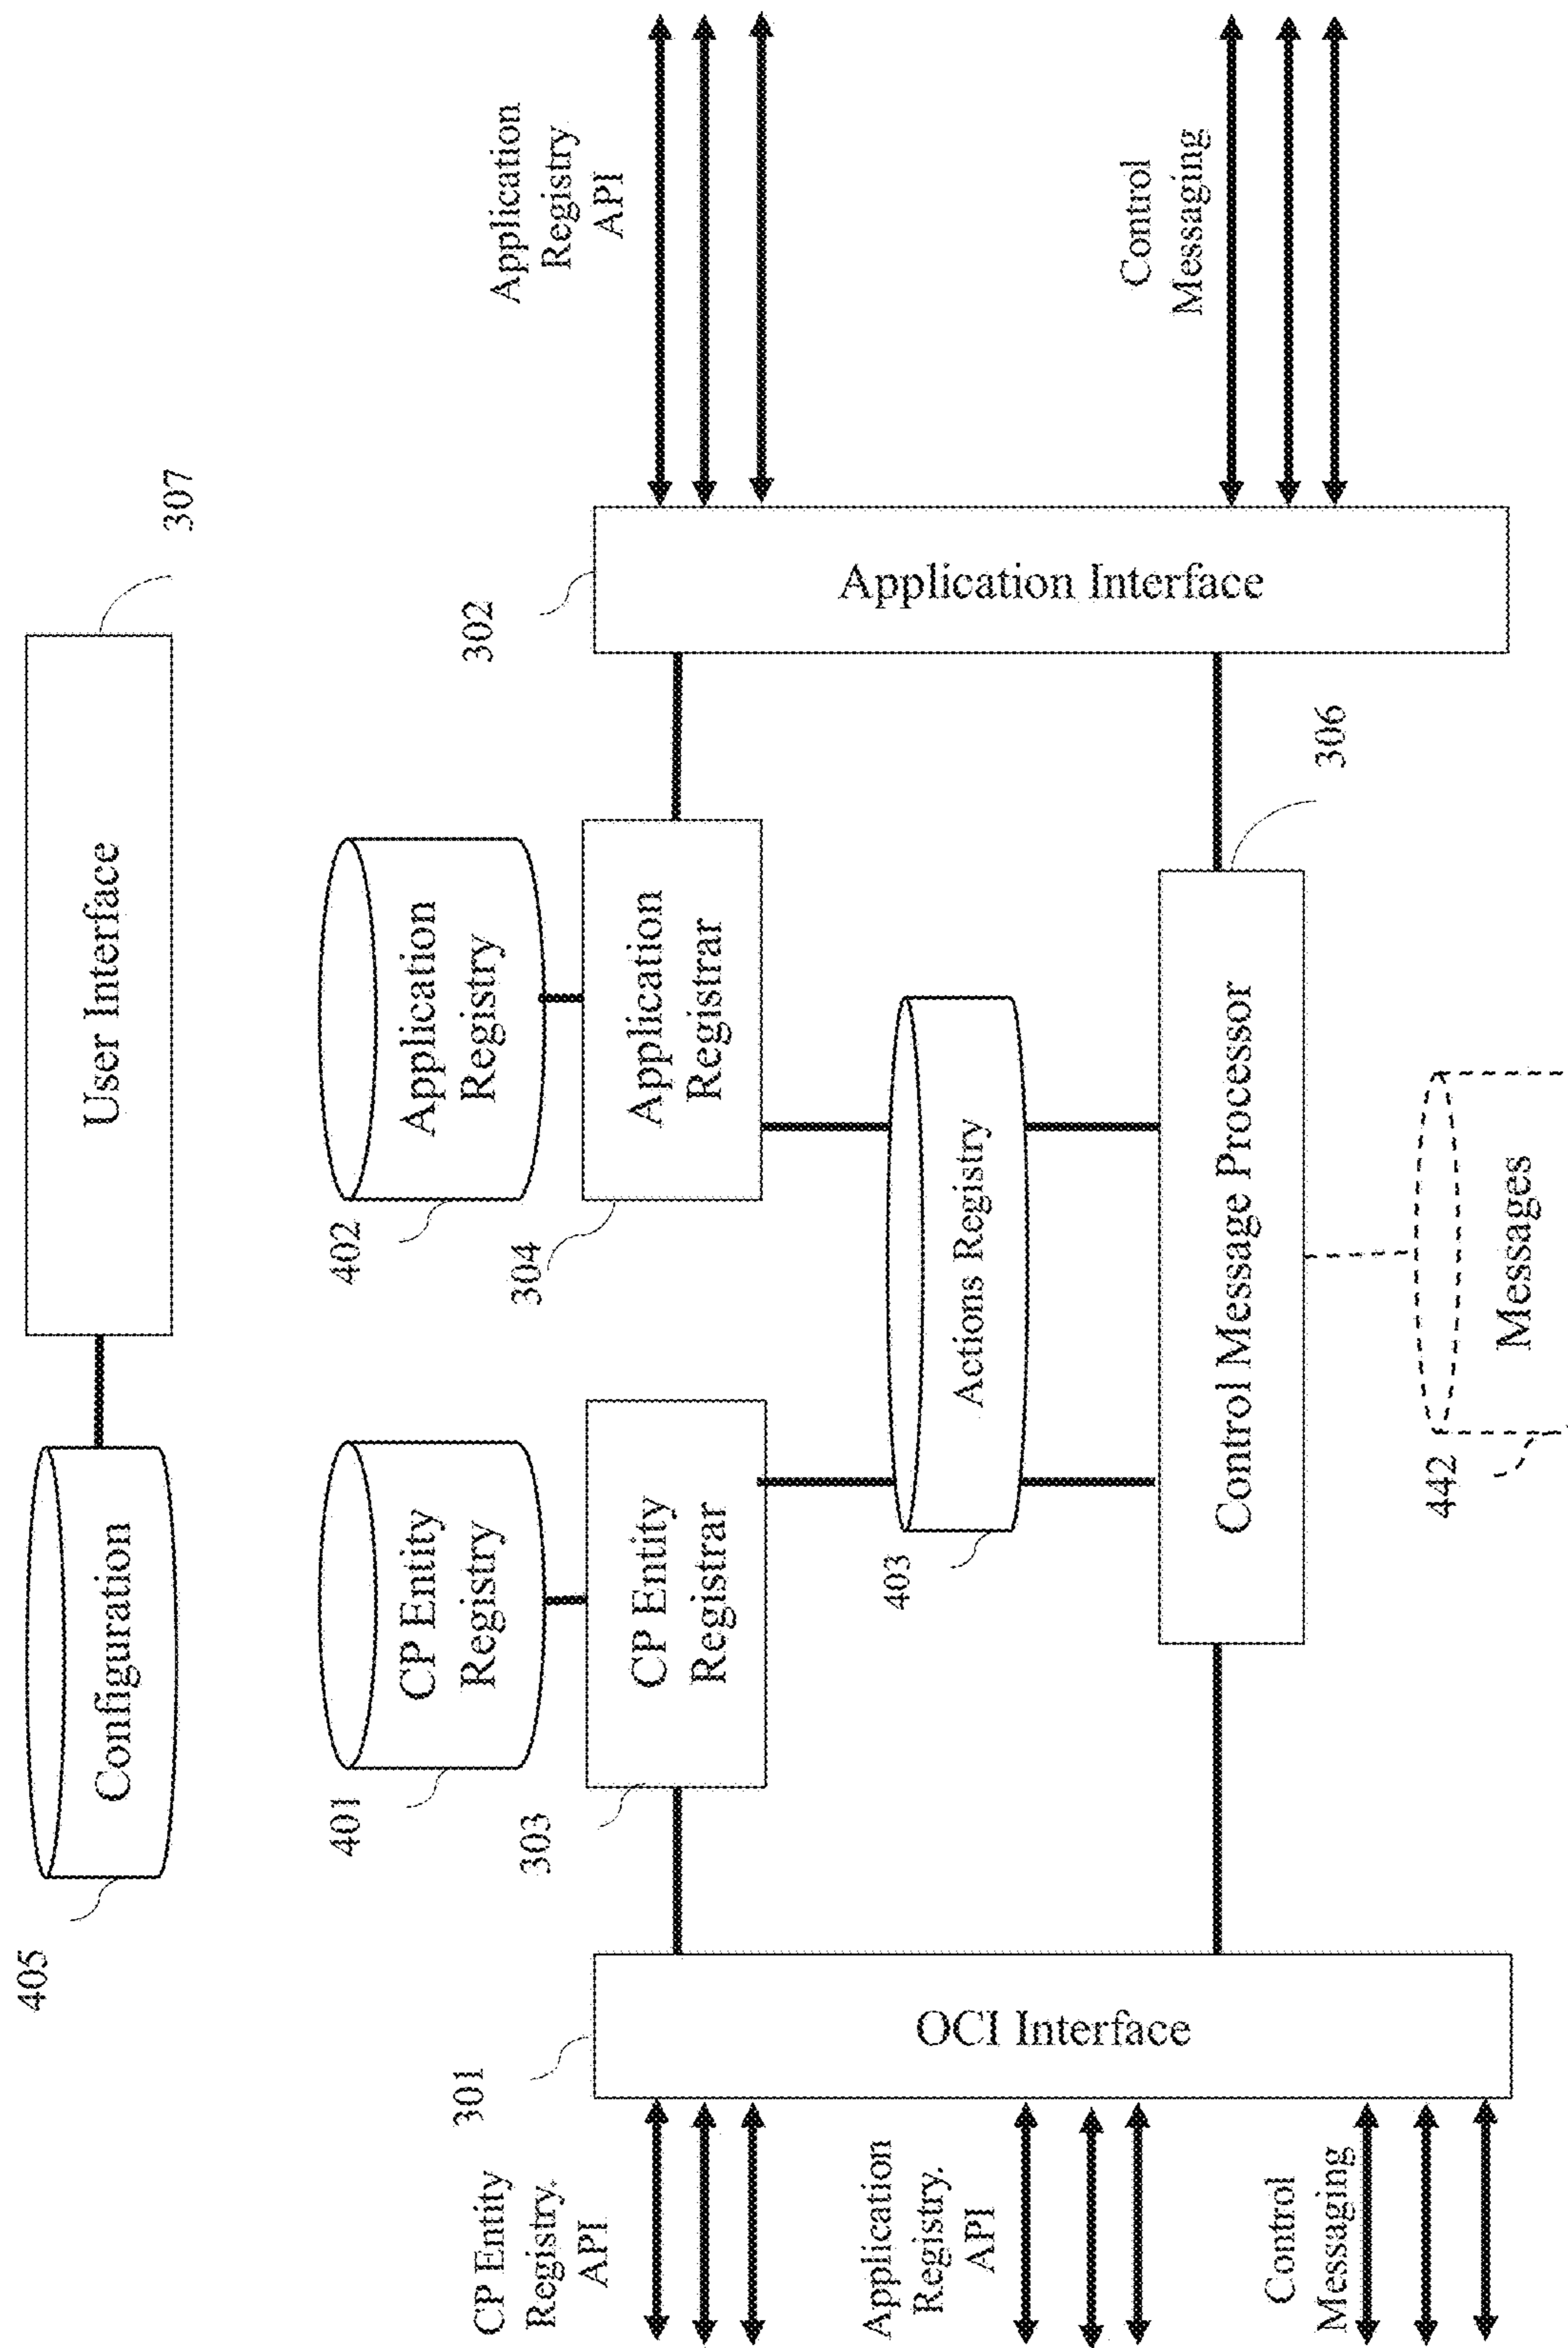 405
Configuration
User Interface
307
401
CP Entity
Registry
402
Application
Registry
303
CP Entity
Registrar
304
Application
Registrar
301
OCI Interface
302
Application Interface
CP Entity
Registry.
API
Application
Registry
API
Application
Registry.
API
403
Actions Registry
Control
Messaging
Control
Messaging
Control Message Processor
306
442
Messages